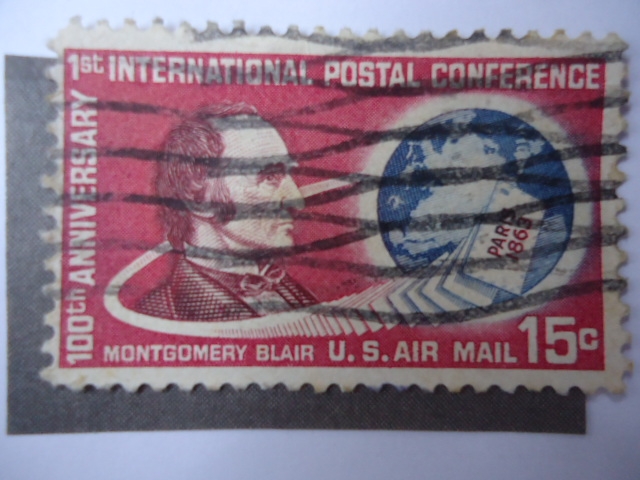 1st INTERNATIONAL POSTAL CONFERENCE
100th ANNIVERSARY
PARIS
1863
MONTGOMERY BLAIR U.S. AIR MAIL 15c